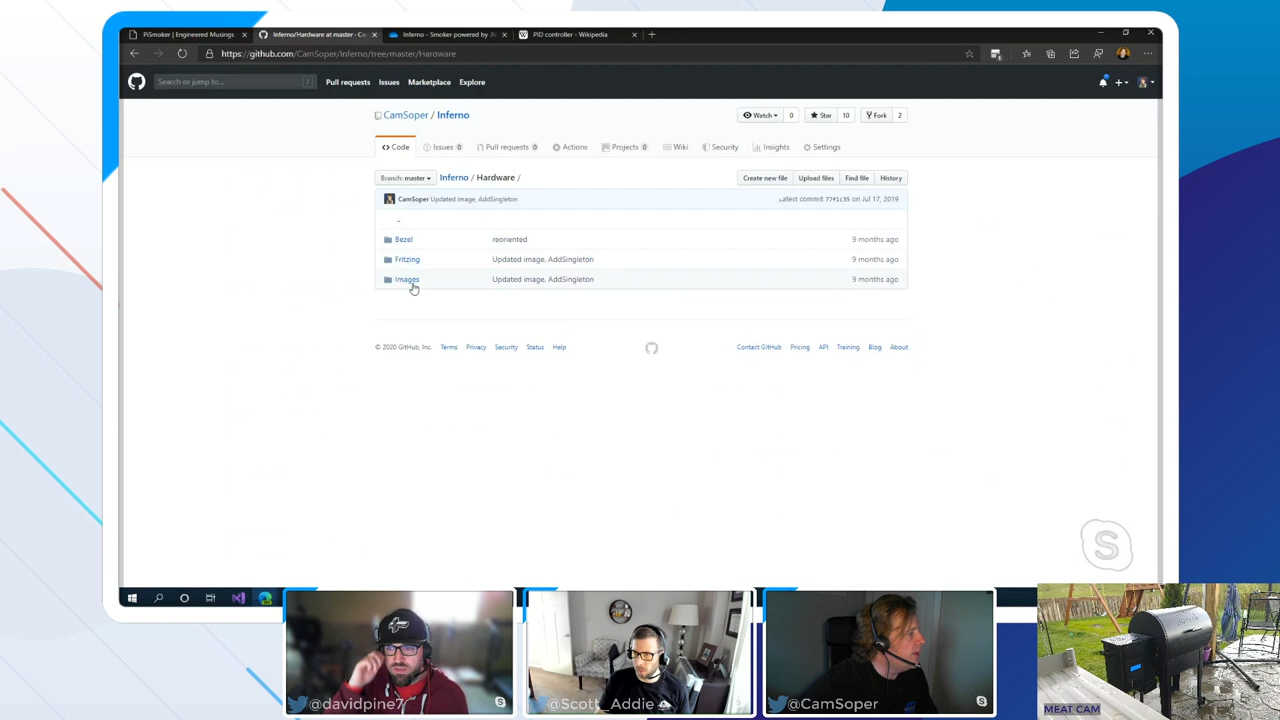 PiSmoker | Engineered Musings
Inferno/Hardware at master · Ca
Inferno - Smoker powered by .N
PID controller - Wikipedia
https://github.com/CamSoper/Inferno/tree/master/Hardware
Search or jump to...
/
Pull requests
Issues
Marketplace
Explore
CamSoper / Inferno
Watch
0
Star
10
Fork
2
Code
Issues 0
Pull requests 0
Actions
Projects 0
Wiki
Security
Insights
Settings
Branch: master
Inferno / Hardware /
Create new file
Upload files
Find file
History
CamSoper Updated image, AddSingleton
Latest commit 77f1c35 on Jul 17, 2019
..
Bezel
reoriented
9 months ago
Fritzing
Updated image, AddSingleton
9 months ago
Images
Updated image, AddSingleton
9 months ago
© 2020 GitHub, Inc.
Terms
Privacy
Security
Status
Help
Contact GitHub
Pricing
API
Training
Blog
About
@davidpine7
@Scott_Addie
@CamSoper
MEAT CAM